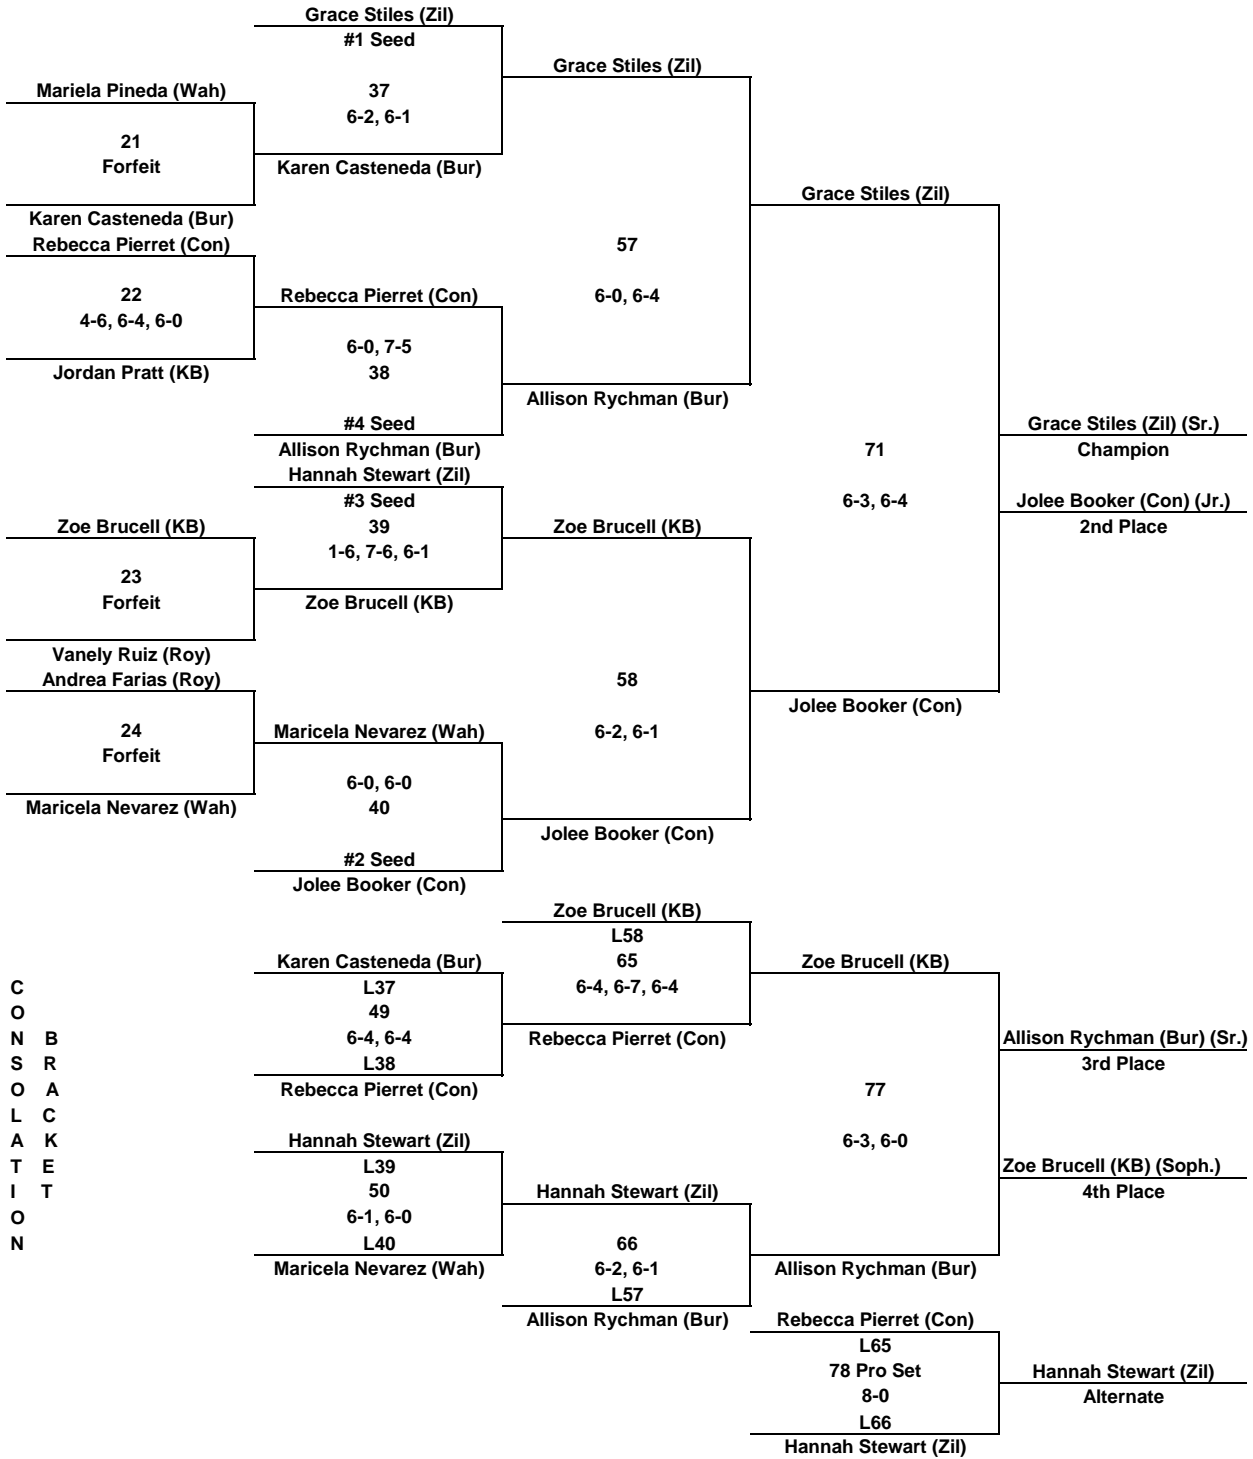 Grace Stiles (Zil)
#1 Seed
Grace Stiles (Zil)
Mariela Pineda (Wah)
37
6-2, 6-1
21
Forfeit
Karen Casteneda (Bur)
Grace Stiles (Zil)
Karen Casteneda (Bur)
Rebecca Pierret (Con)
57
22
Rebecca Pierret (Con)
6-0, 6-4
4-6, 6-4, 6-0
6-0, 7-5
Jordan Pratt (KB)
38
Allison Rychman (Bur)
#4 Seed
Grace Stiles (Zil) (Sr.)
Allison Rychman (Bur)
71
Champion
Hannah Stewart (Zil)
#3 Seed
6-3, 6-4
Jolee Booker (Con) (Jr.)
Zoe Brucell (KB)
39
Zoe Brucell (KB)
2nd Place
1-6, 7-6, 6-1
23
Forfeit
Zoe Brucell (KB)
Vanely Ruiz (Roy)
Andrea Farias (Roy)
58
Jolee Booker (Con)
24
Maricela Nevarez (Wah)
6-2, 6-1
Forfeit
6-0, 6-0
Maricela Nevarez (Wah)
40
Jolee Booker (Con)
#2 Seed
Jolee Booker (Con)
Zoe Brucell (KB)
L58
Karen Casteneda (Bur)
65
Zoe Brucell (KB)
L37
6-4, 6-7, 6-4
49
6-4, 6-4
Rebecca Pierret (Con)
Allison Rychman (Bur) (Sr.)
L38
3rd Place
Rebecca Pierret (Con)
77
CONSOLATION
BRACKET
Hannah Stewart (Zil)
6-3, 6-0
L39
Zoe Brucell (KB) (Soph.)
50
Hannah Stewart (Zil)
4th Place
6-1, 6-0
L40
66
Maricela Nevarez (Wah)
6-2, 6-1
Allison Rychman (Bur)
L57
Allison Rychman (Bur)
Rebecca Pierret (Con)
L65
78 Pro Set
Hannah Stewart (Zil)
8-0
Alternate
L66
Hannah Stewart (Zil)